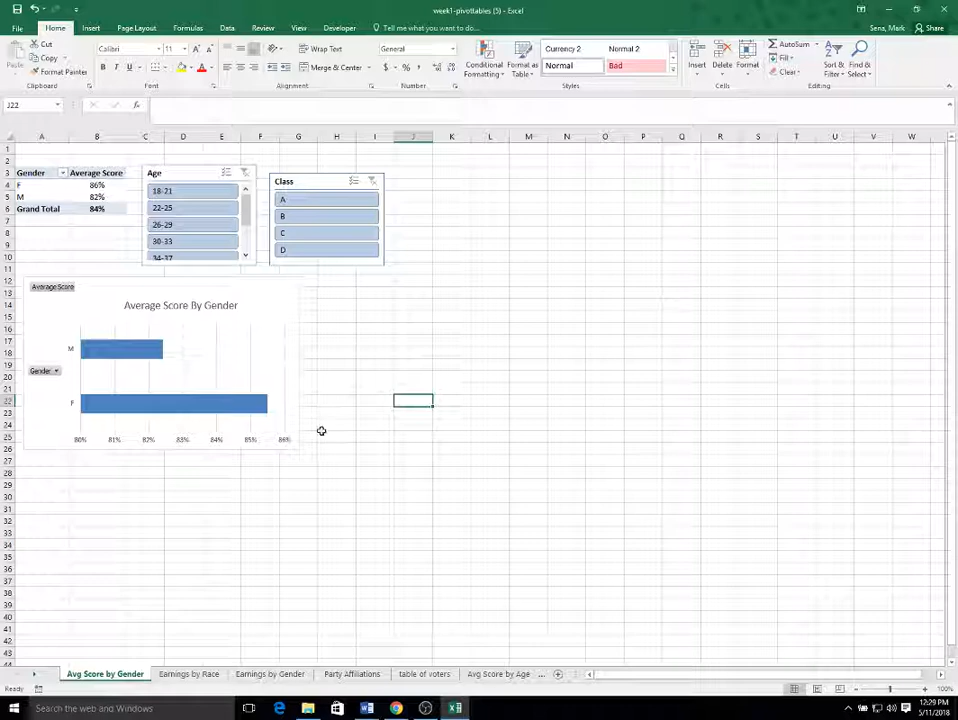 week1-pivottables (5) - Excel
File Home Insert Page Layout Formulas Data Review View Developer Tell me what you want to do... Sena, Mark Share
Cut
Copy
Format Painter
Paste
Clipboard
Calibri 11
Font
Wrap Text
Merge & Center
Alignment
General
Number
Conditional Formatting
Format as Table
Currency 2 Normal 2
Normal Bad
Styles
Insert Delete Format
Cells
AutoSum
Fill
Clear
Sort & Filter
Find & Select
Editing
J22 fx
A B C D E F G H I J K L M N O P Q R S T U V W
1
2
3 Gender Average Score
4 F 86%
5 M 82%
6 Grand Total 84%
7
8
9
10
11
12
13
14
15
16
17
18
19
20
21
22
23
24
25
26
27
28
29
30
31
32
33
34
35
36
37
38
39
40
41
42
43
44
Age
18-21
22-25
26-29
30-33
34-37
Class
A
B
C
D
Average Score
Average Score By Gender
M
Gender
F
80% 81% 82% 83% 84% 85% 86%
Avg Score by Gender Earnings by Race Earnings by Gender Party Affiliations table of voters Avg Score by Age ...
Ready 100%
Search the web and Windows
12:29 PM
5/11/2018